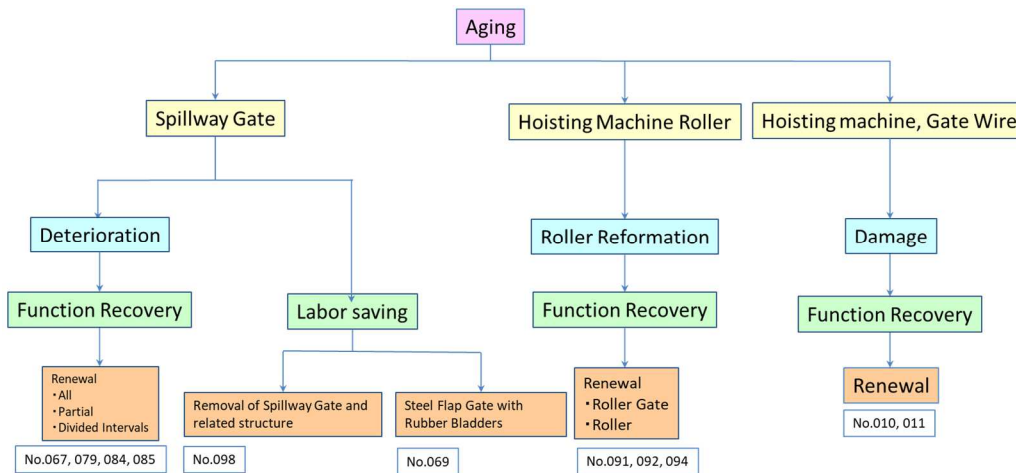 Aging
Spillway Gate
Hoisting Machine Roller
Hoisting machine, Gate Wire
Deterioration
Roller Reformation
Damage
Function Recovery
Labor saving
Function Recovery
Function Recovery
Renewal
・All
・Partial
・Divided Intervals
Removal of Spillway Gate and
related structure
Steel Flap Gate with
Rubber Bladders
Renewal
・Roller Gate
・Roller
Renewal
No.067, 079, 084, 085
No.098
No.069
No.091, 092, 094
No.010, 011